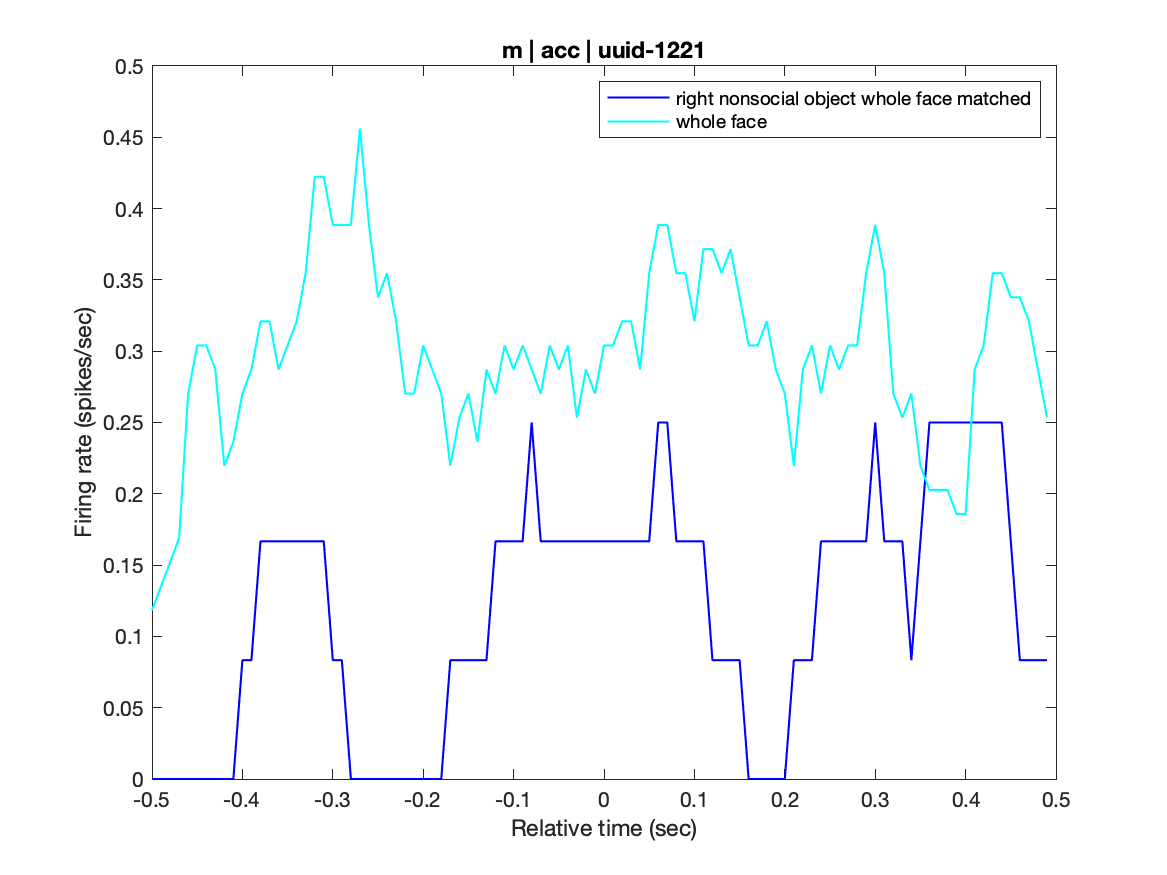 m | acc | uuid-1221
right nonsocial object whole face matched
whole face
0.5
0.45
0.4
0.35
0.3
0.25
0.2
0.15
0.1
0.05
0
Firing rate (spikes/sec)
-0.5 -0.4 -0.3 -0.2 -0.1 0 0.1 0.2 0.3 0.4 0.5
Relative time (sec)